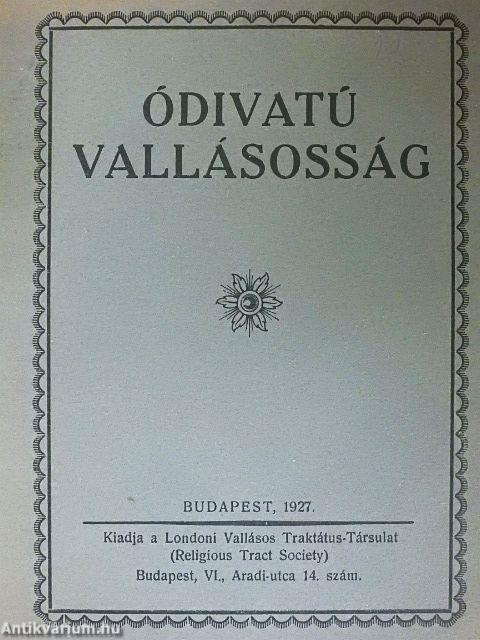 ÓDIVATÚ
VALLÁSOSSÁG
BUDAPEST, 1927.
Kiadja a Londoni Vallásos Traktátus-Társulat
(Religious Tract Society)
Budapest, VI., Aradi-utca 14. szám.
Antikvarium.hu